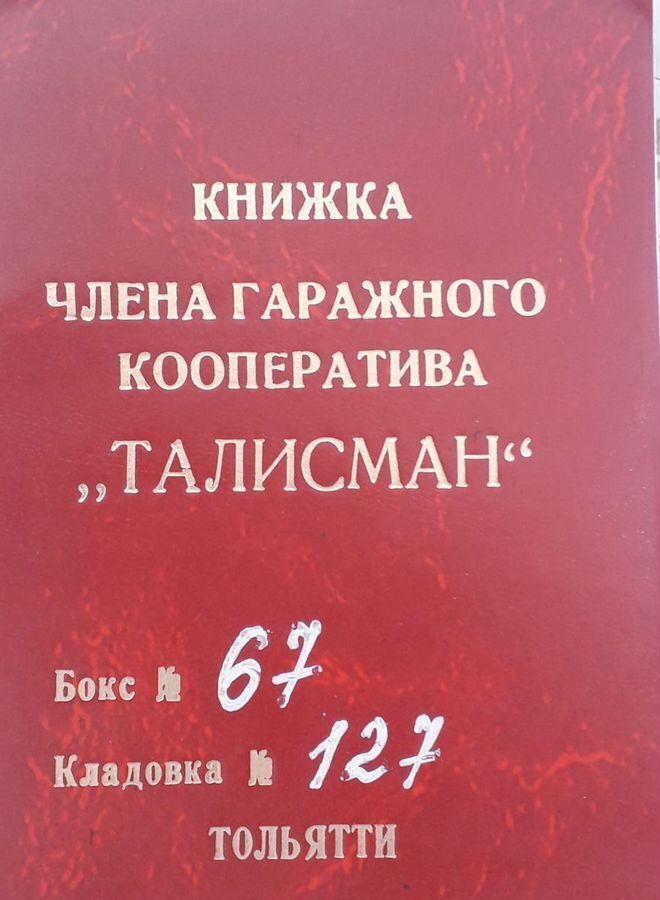 КНИЖКА
ЧЛЕНА ГАРАЖНОГО
КООПЕРАТИВА
„ТАЛИСМАН“
Бокс № 67
Кладовка № 127
ТОЛЬЯТТИ